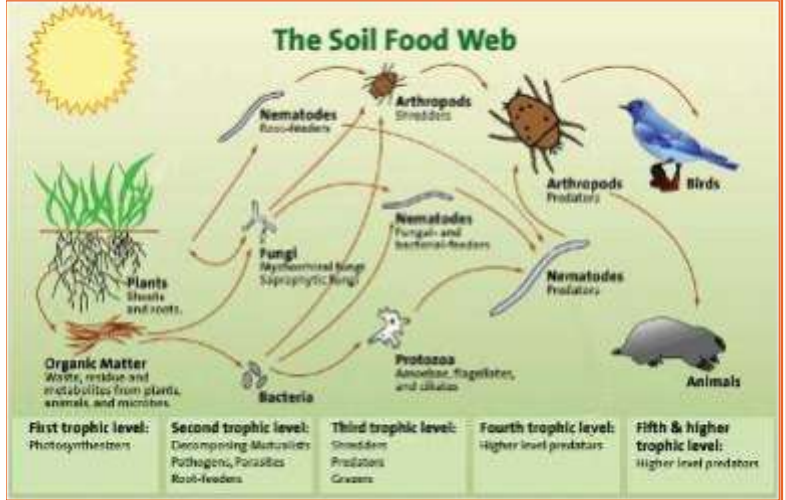 The Soil Food Web
Nematodes
Root-feeders
Arthropods
Shredders
Arthropods
Predators
Birds
Plants
Shoots
and roots.
Fungi
Mycorrhizal fungi
Saprophytic fungi
Nematodes
Fungal- and
bacterial-feeders
Nematodes
Predators
Organic Matter
Waste, residue and
metabolites from plants,
animals, and microbes.
Bacteria
Protozoa
Amoebae, flagellates,
and ciliates
Animals
First trophic level:
Photosynthesizers
Second trophic level:
Decomposing Mutualists
Pathogens, Parasites
Root-feeders
Third trophic level:
Shredders
Predators
Grazers
Fourth trophic level:
Higher level predators
Fifth & higher
trophic level:
Higher level predators